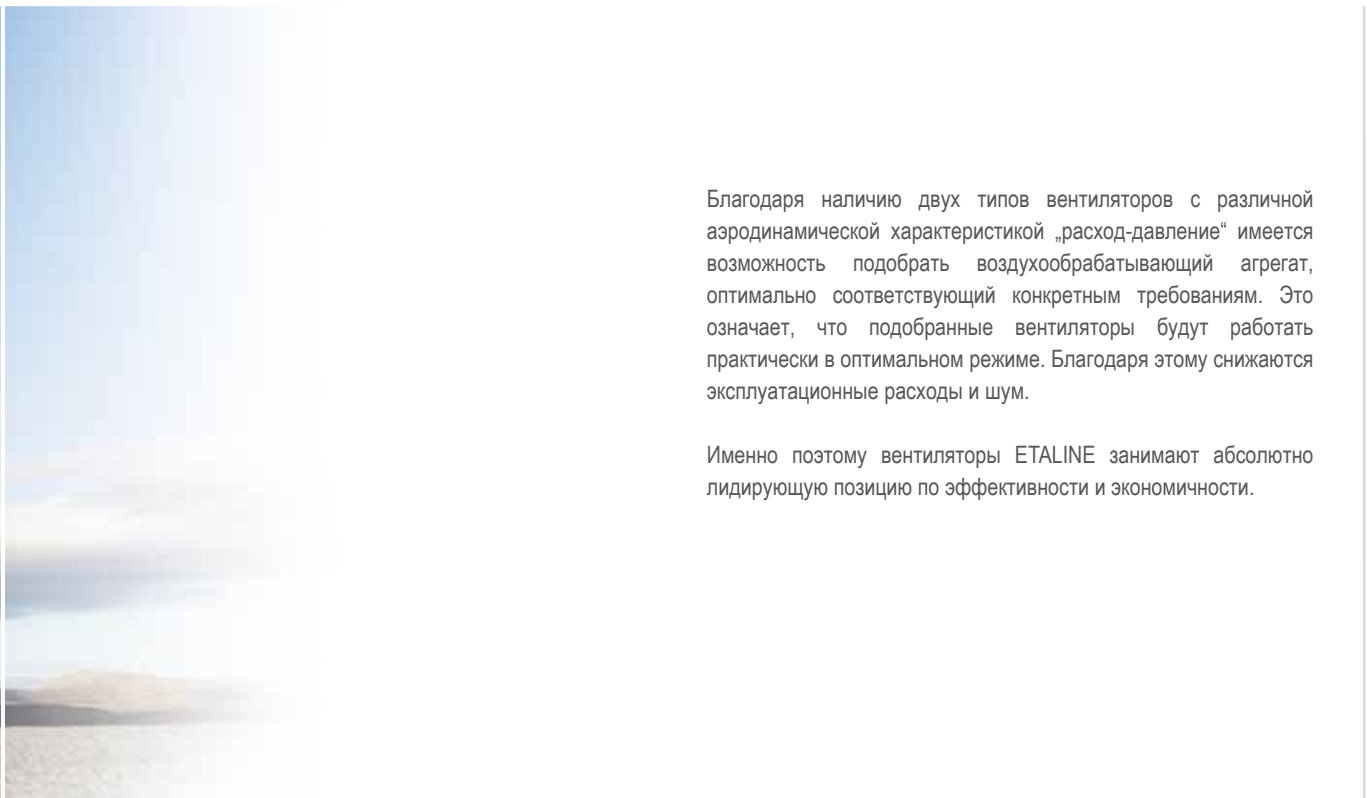 Благодаря наличию двух типов вентиляторов с различной
аэродинамической характеристикой „расход-давление“ имеется
возможность подобрать воздухообрабатывающий агрегат,
оптимально соответствующий конкретным требованиям. Это
означает, что подобранные вентиляторы будут работать
практически в оптимальном режиме. Благодаря этому снижаются
эксплуатационные расходы и шум.
Именно поэтому вентиляторы ETALINE занимают абсолютно
лидирующую позицию по эффективности и экономичности.